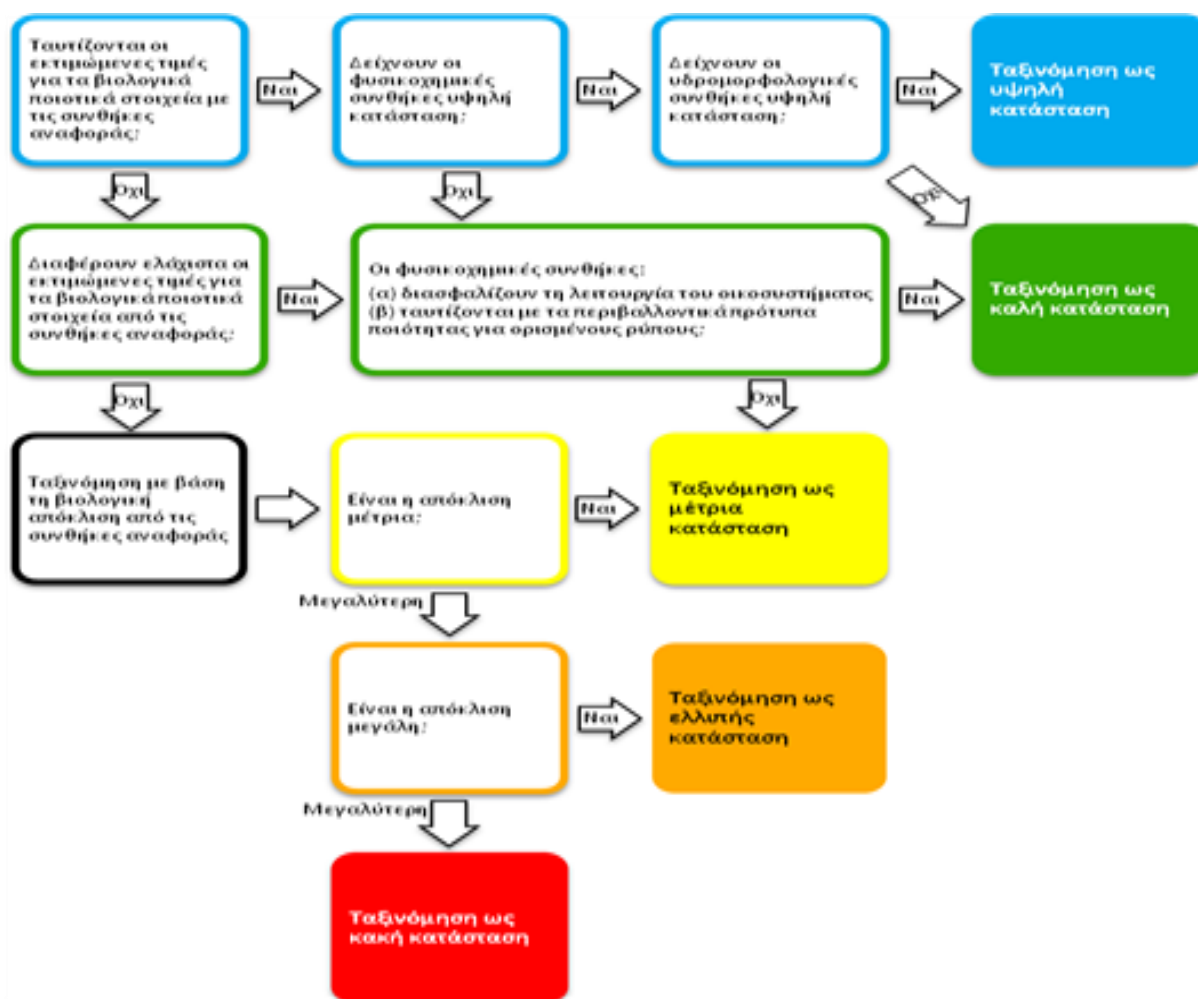 Ταυτίζονται οι
εκτιμώμενες τιμές
για τα βιολογικά
ποιοτικά στοιχεία με
τις συνθήκες
αναφοράς;
Ναι
Δείχνουν οι
φυσικοχημικές
συνθήκες υψηλή
κατάσταση;
Ναι
Δείχνουν οι
υδρομορφολογικές
συνθήκες υψηλή
κατάσταση;
Ναι
Ταξινόμηση ως
υψηλή
κατάσταση
Όχι
Όχι
Όχι
Διαφέρουν ελάχιστα οι
εκτιμώμενες τιμές για
τα βιολογικά ποιοτικά
στοιχεία από τις
συνθήκες αναφοράς;
Ναι
Οι φυσικοχημικές συνθήκες:
(α) διασφαλίζουν τη λειτουργία του οικοσυστήματος
(β) ταυτίζονται με τα περιβαλλοντικά πρότυπα
ποιότητας για ορισμένους ρύπους;
Ναι
Ταξινόμηση ως
καλή κατάσταση
Όχι
Όχι
Ταξινόμηση με βάση
τη βιολογική
απόκλιση από τις
συνθήκες αναφοράς
Είναι η απόκλιση
μέτρια;
Ναι
Ταξινόμηση ως
μέτρια
κατάσταση
Μεγαλύτερη
Είναι η απόκλιση
μεγάλη;
Ναι
Ταξινόμηση ως
ελλιπής
κατάσταση
Μεγαλύτερη
Ταξινόμηση ως
κακή κατάσταση